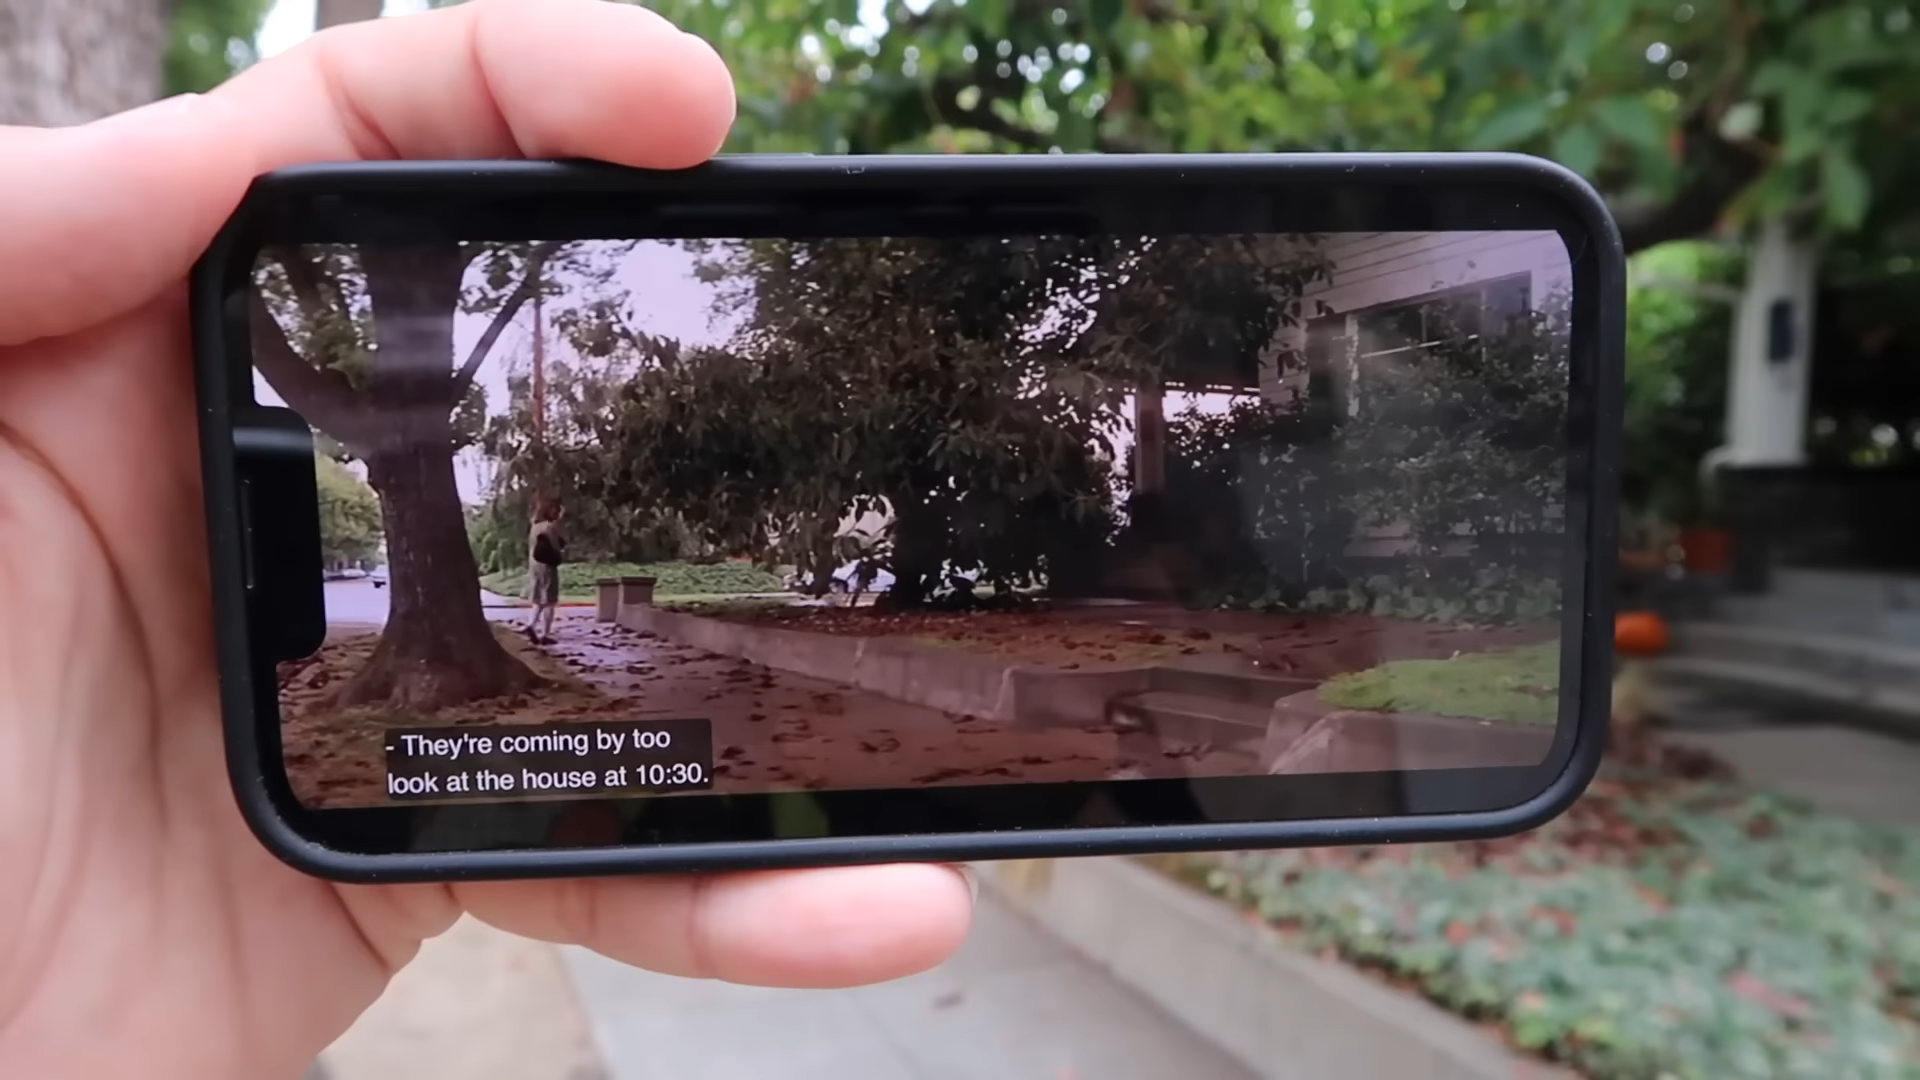 - They're coming by too
look at the house at 10:30.